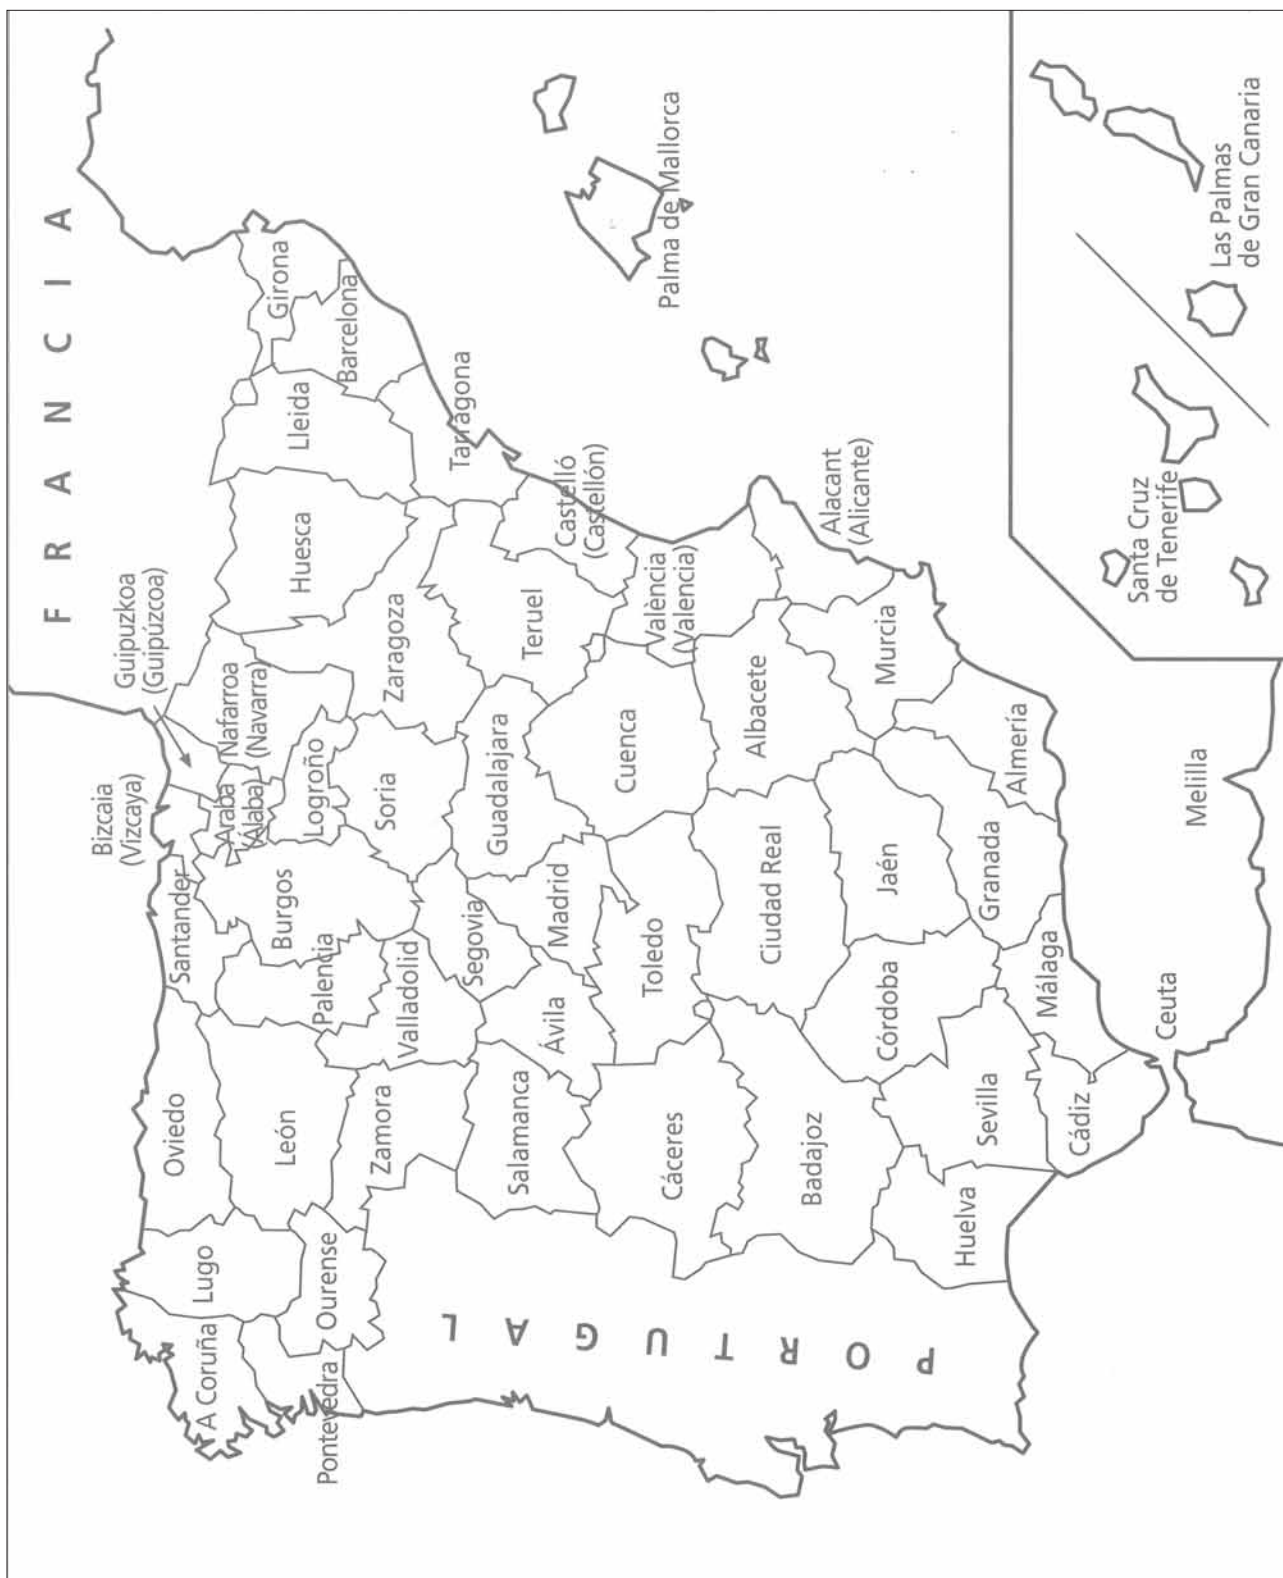 F R A N C I A
Guipuzkoa
(Guipúzcoa)
Bizcaia
(Vizcaya)
A Coruña
Lugo
Oviedo
Santander
Nafarroa
(Navarra)
Araba
(Álaba)
Pontevedra
Ourense
León
Palencia
Burgos
Logroño
Huesca
Lleida
Girona
Barcelona
Zamora
Valladolid
Soria
Zaragoza
Tarragona
Salamanca
Ávila
Segovia
Madrid
Guadalajara
Teruel
Castelló
(Castellón)
Palma de Mallorca
P O R T U G A L
Cáceres
Toledo
Cuenca
València
(Valencia)
Badajoz
Ciudad Real
Albacete
Alacant
(Alicante)
Huelva
Sevilla
Córdoba
Jaén
Murcia
Cádiz
Málaga
Granada
Almería
Ceuta
Melilla
Santa Cruz
de Tenerife
Las Palmas
de Gran Canaria